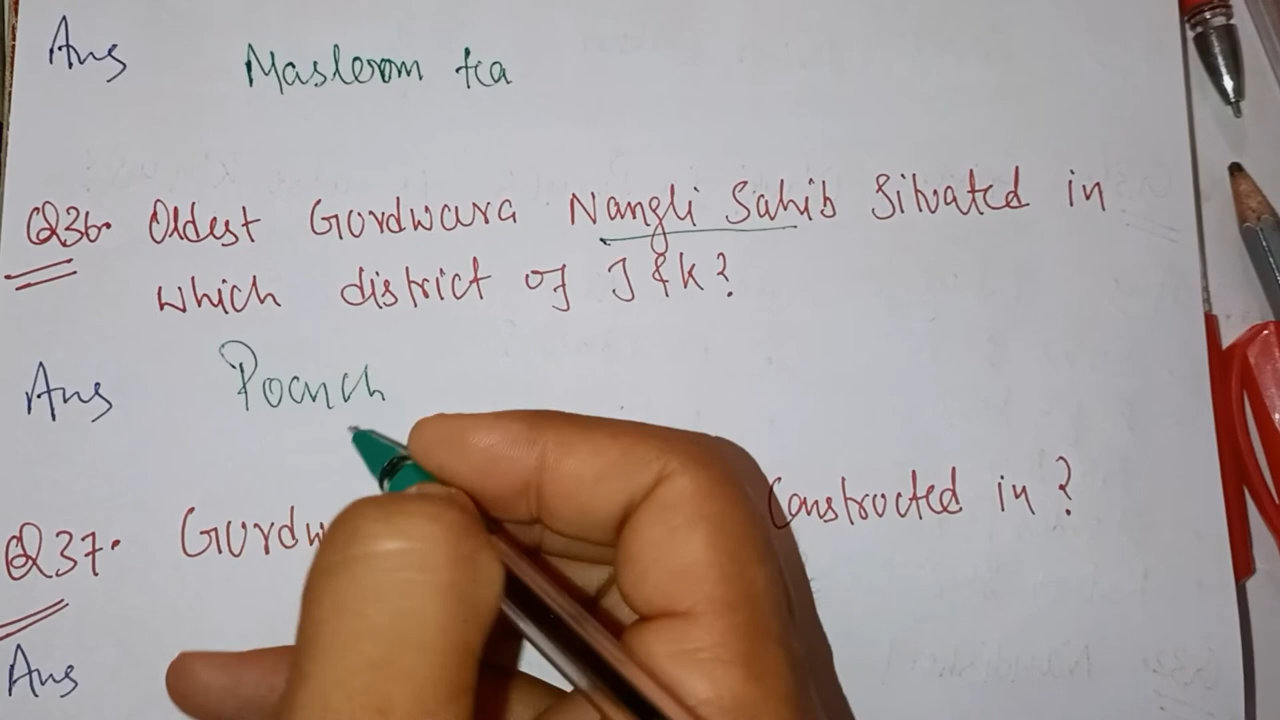 Ans Masleem tea
Q36. Oldest Gurdwara Nangli Sahib Situated in
which district of J & K?
Ans Poonch
Q37. Gurdw Constructed in?
Ans